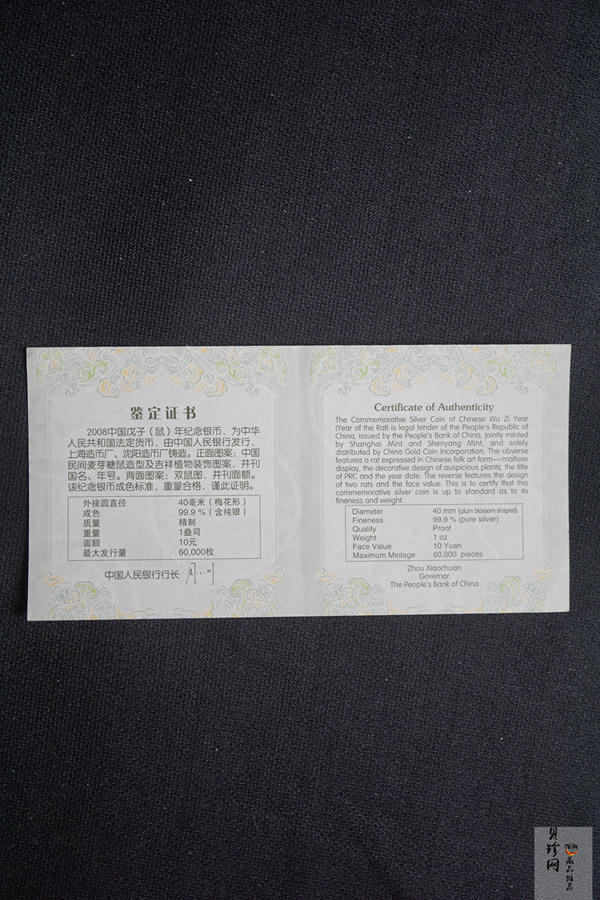 鉴定证书
2008中国戊子（鼠）年纪念银币，为中华
人民共和国法定货币，由中国人民银行发行，
上海造币厂、沈阳造币厂铸造。正面图案：中国
民间麦芽糖鼠造型及吉祥植物装饰图案，并刊
国名、年号。背面图案：双鼠图，并刊面额。
该纪念银币成色标准，重量合格，谨此证明。
外接圆直径 40毫米（梅花形）
成色 99.9％（含纯银）
质量 精制
重量 1盎司
面额 10元
最大发行量 60,000枚
中国人民银行行长
Certificate of Authenticity
The Commemorative Silver Coin of Chinese Wu Zi Year
(Year of the Rat) is legal tender of the People's Republic of
China, issued by the People's Bank of China, jointly minted
by Shanghai Mint and Shenyang Mint, and solely
distributed by China Gold Coin Incorporation. The obverse
features a rat expressed in Chinese folk art form—maltose
display, the decorative design of auspicious plants, the title
of PRC and the year date. The reverse features the design
of two rats and the face value. This is to certify that this
commemorative silver coin is up to standard as to its
fineness and weight.
Diameter 40 mm (plum blossom shaped)
Fineness 99.9 % (pure silver)
Quality Proof
Weight 1 oz
Face Value 10 Yuan
Maximum Mintage 60,000 pieces
Zhou Xiaochuan
Governor
The People's Bank of China
贝珍网